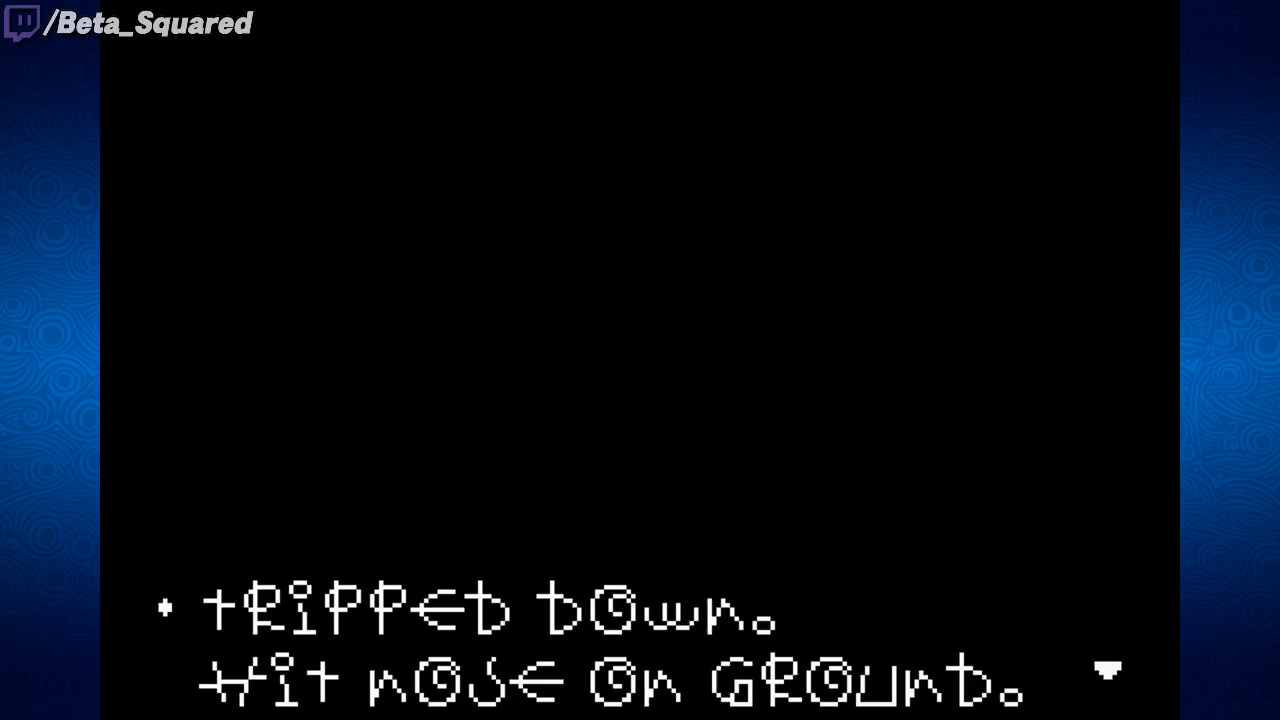 /Beta_Squared
• TRiPPED DOWn。
HiT nOSE On GROUnD。